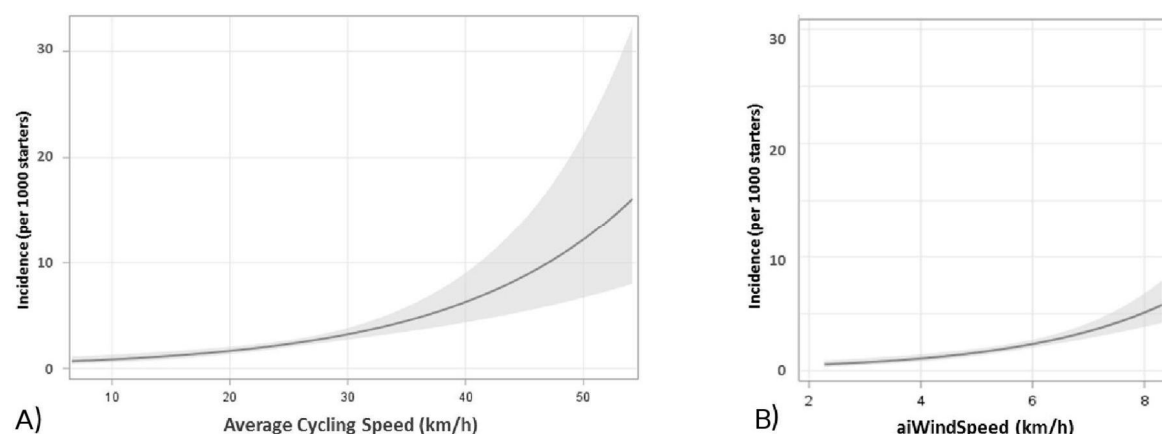 Incidence (per 1000 starters)
30
20
10
0
10 20 30 40 50
Average Cycling Speed (km/h)
A)
Incidence (per 1000 starters)
30
20
10
0
2 4 6 8
aiWindSpeed (km/h)
B)